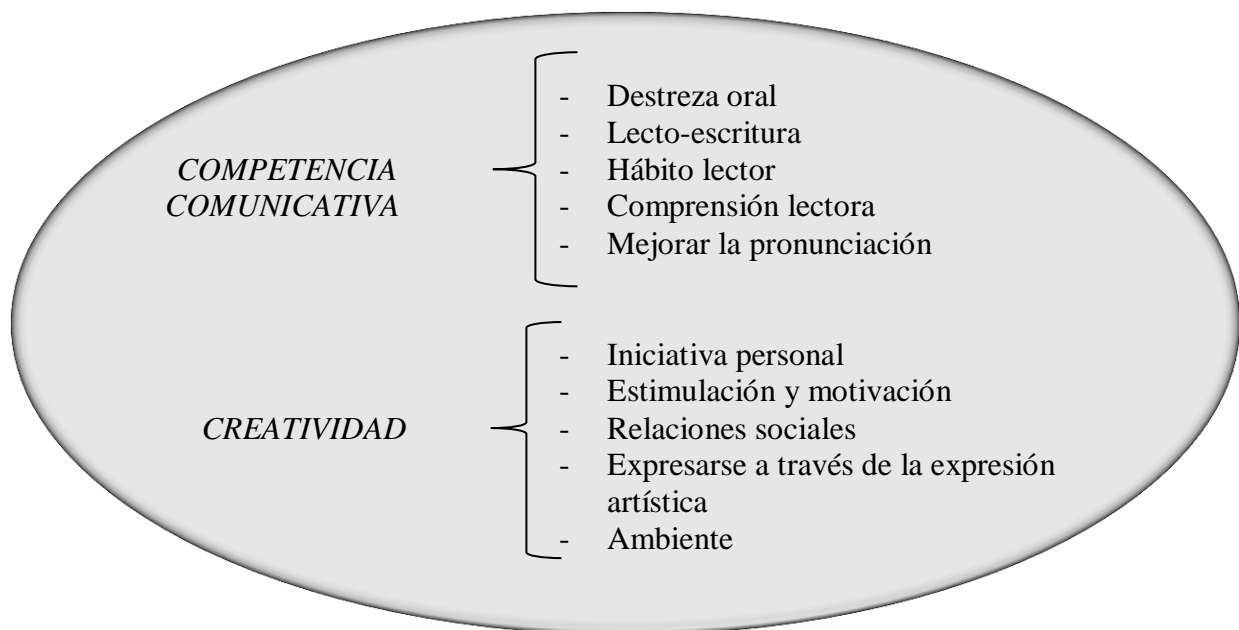 COMPETENCIA
COMUNICATIVA
- Destreza oral
- Lecto-escritura
- Hábito lector
- Comprensión lectora
- Mejorar la pronunciación
CREATIVIDAD
- Iniciativa personal
- Estimulación y motivación
- Relaciones sociales
- Expresarse a través de la expresión
artística
- Ambiente